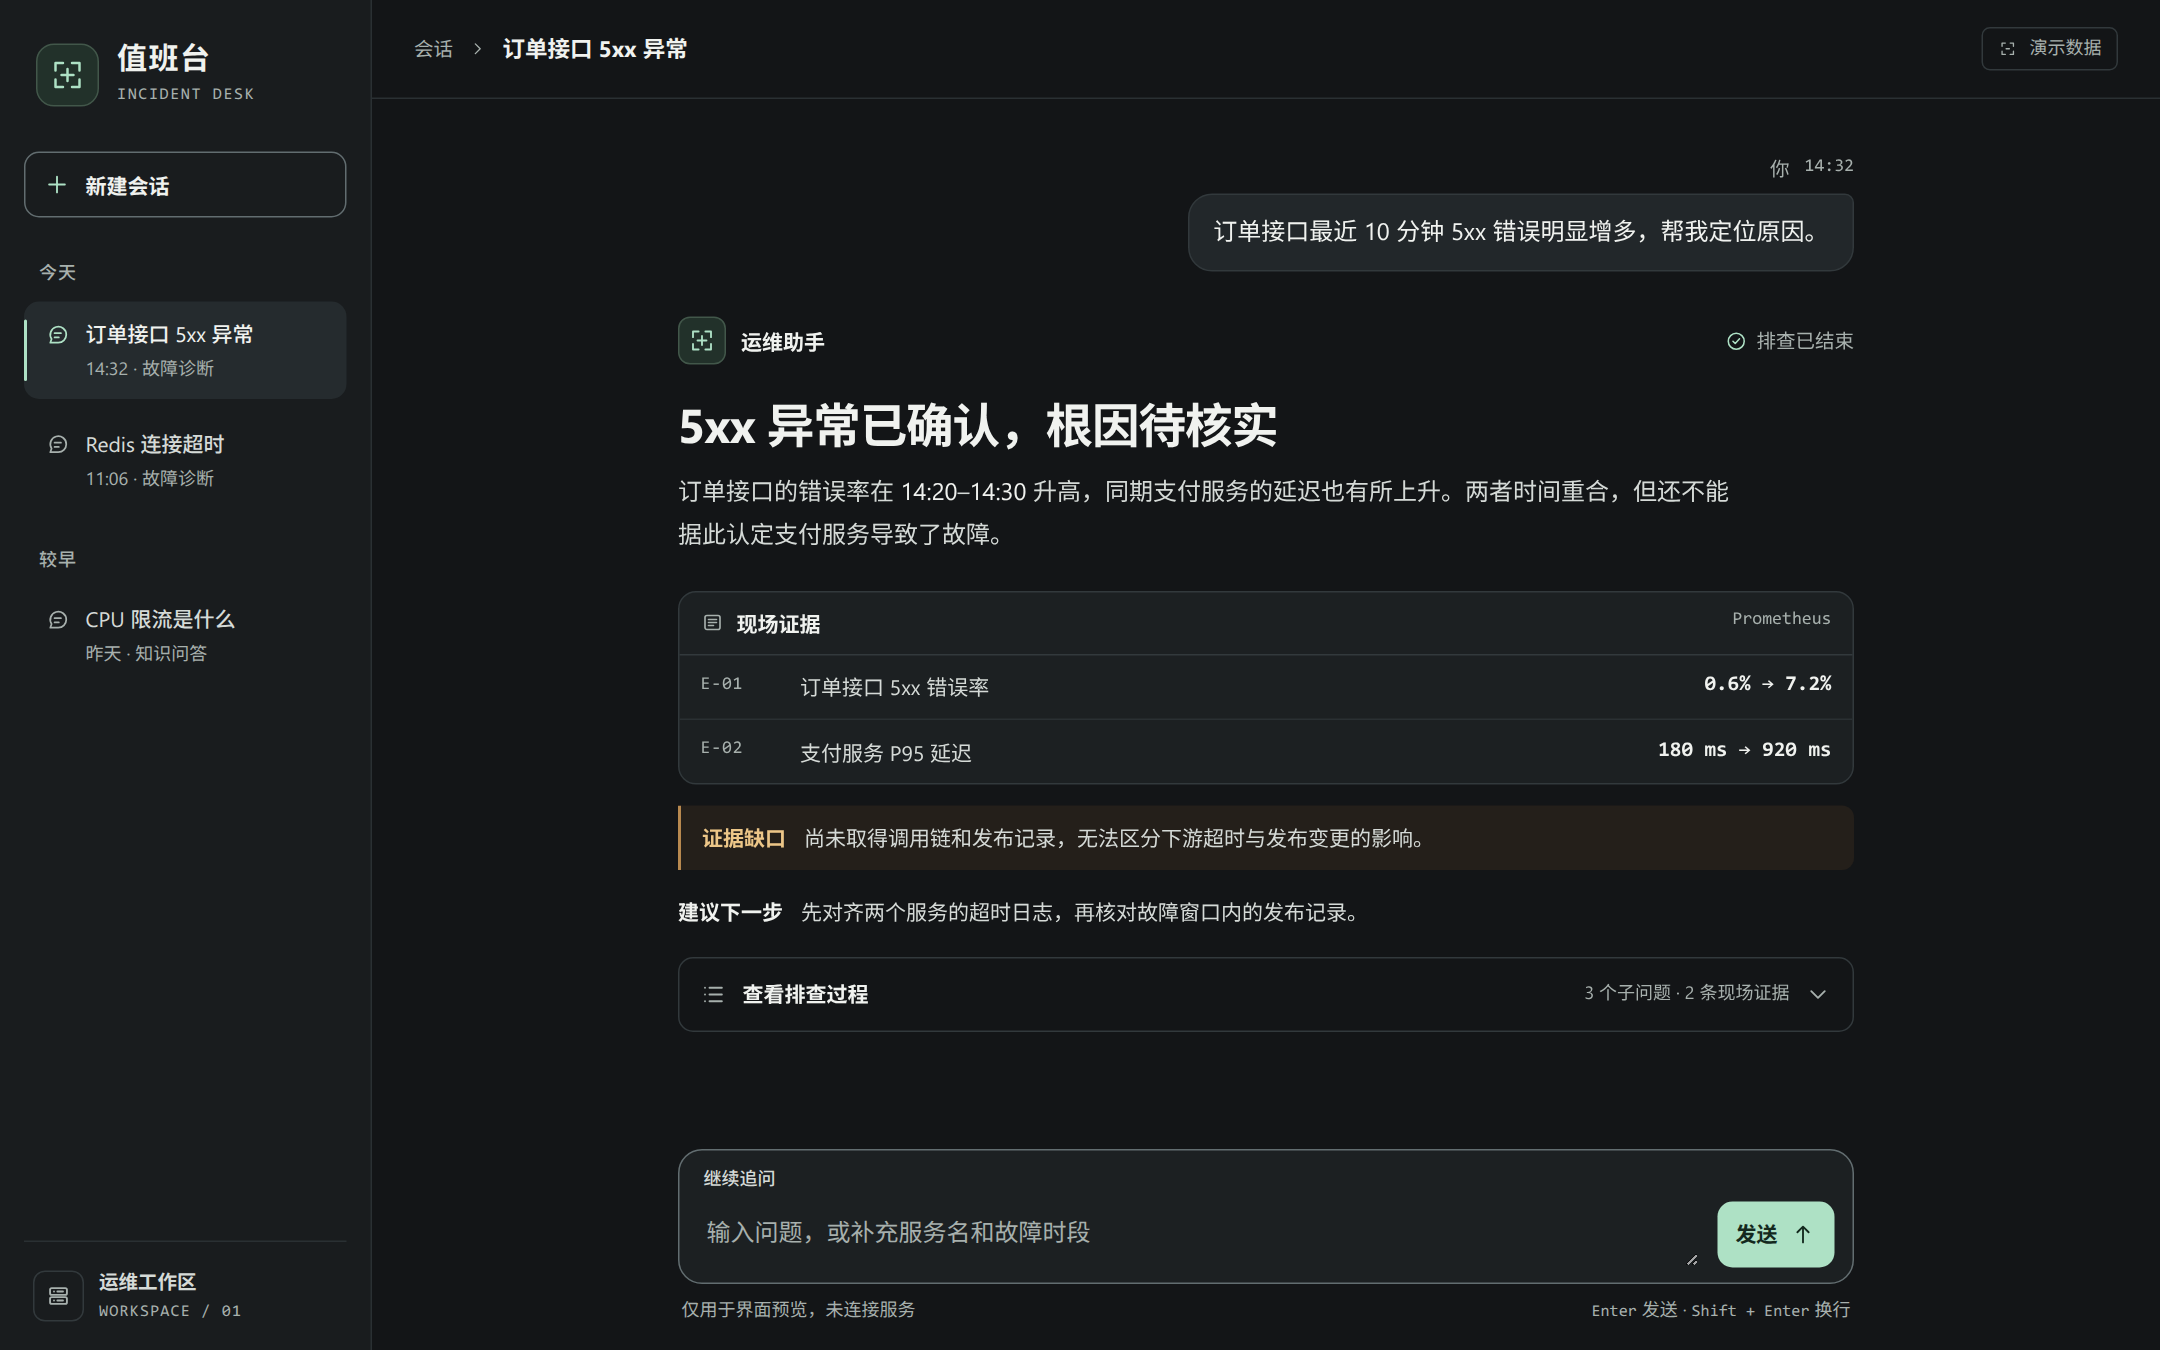 值班台
INCIDENT DESK
新建会话
今天
订单接口 5xx 异常
14:32 · 故障诊断
Redis 连接超时
11:06 · 故障诊断
较早
CPU 限流是什么
昨天 · 知识问答
运维工作区
WORKSPACE / 01
会话 > 订单接口 5xx 异常
演示数据
你 14:32
订单接口最近 10 分钟 5xx 错误明显增多，帮我定位原因。
运维助手
排查已结束
5xx 异常已确认，根因待核实
订单接口的错误率在 14:20–14:30 升高，同期支付服务的延迟也有所上升。两者时间重合，但还不能
据此认定支付服务导致了故障。
现场证据
Prometheus
E-01 订单接口 5xx 错误率 0.6% → 7.2%
E-02 支付服务 P95 延迟 180 ms → 920 ms
证据缺口 尚未取得调用链和发布记录，无法区分下游超时与发布变更的影响。
建议下一步 先对齐两个服务的超时日志，再核对故障窗口内的发布记录。
查看排查过程
3 个子问题 · 2 条现场证据
继续追问
输入问题，或补充服务名和故障时段
发送 ↑
仅用于界面预览，未连接服务
Enter 发送 · Shift + Enter 换行